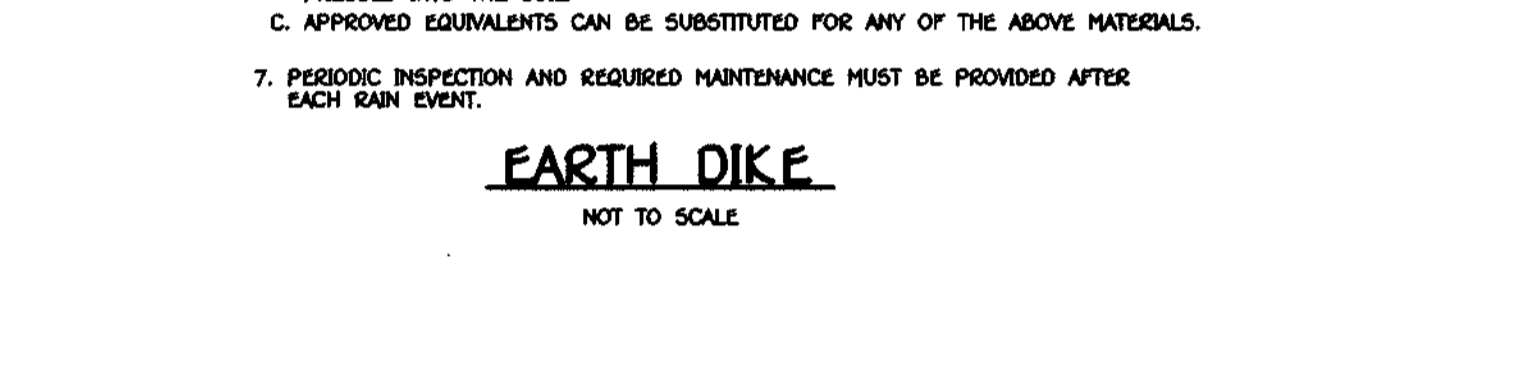 C. APPROVED EQUIVALENTS CAN BE SUBSTITUTED FOR ANY OF THE ABOVE MATERIALS.
7. PERIODIC INSPECTION AND REQUIRED MAINTENANCE MUST BE PROVIDED AFTER
EACH RAIN EVENT.
EARTH DIKE
NOT TO SCALE